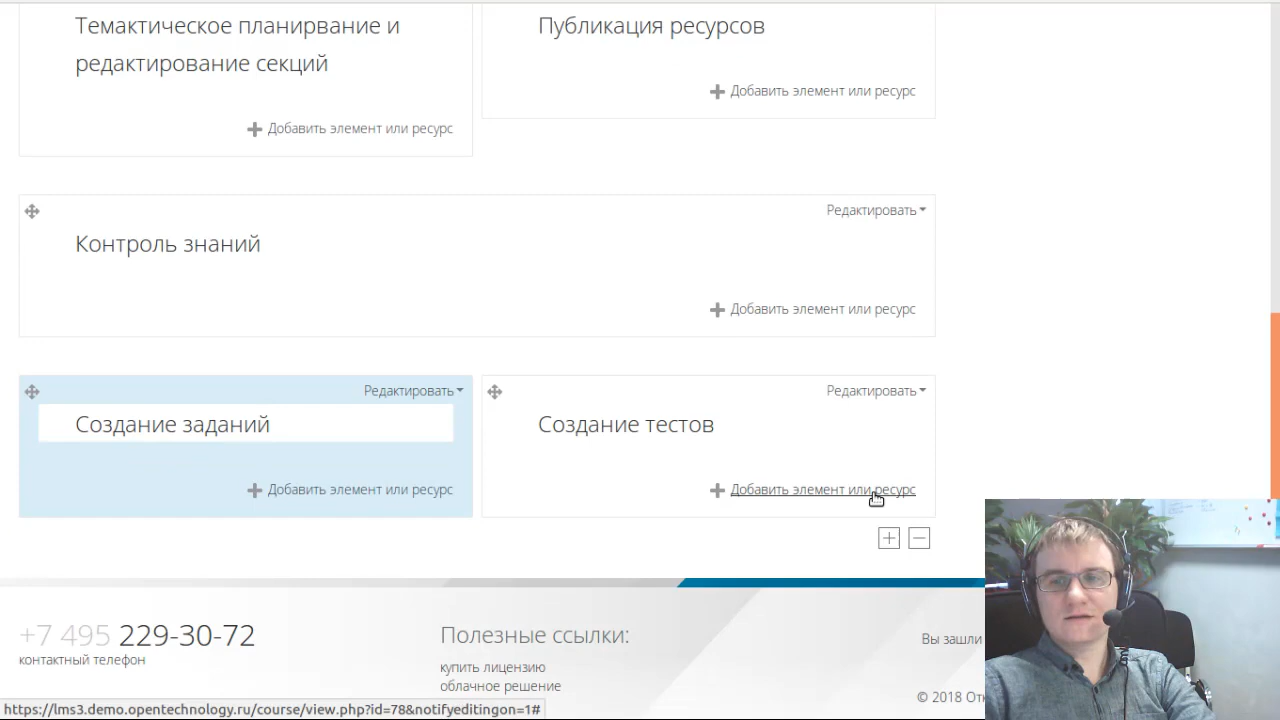 Тематическое планирвание и
редактирование секций
Добавить элемент или ресурс
Публикация ресурсов
Добавить элемент или ресурс
Редактировать
Контроль знаний
Добавить элемент или ресурс
Редактировать
Создание заданий
Добавить элемент или ресурс
Редактировать
Создание тестов
Добавить элемент или ресурс
+7 495 229-30-72
контактный телефон
Полезные ссылки:
купить лицензию
облачное решение
Вы зашли
© 2018
https://lms3.demo.opentechnology.ru/course/view.php?id=78&notifyeditingon=1#